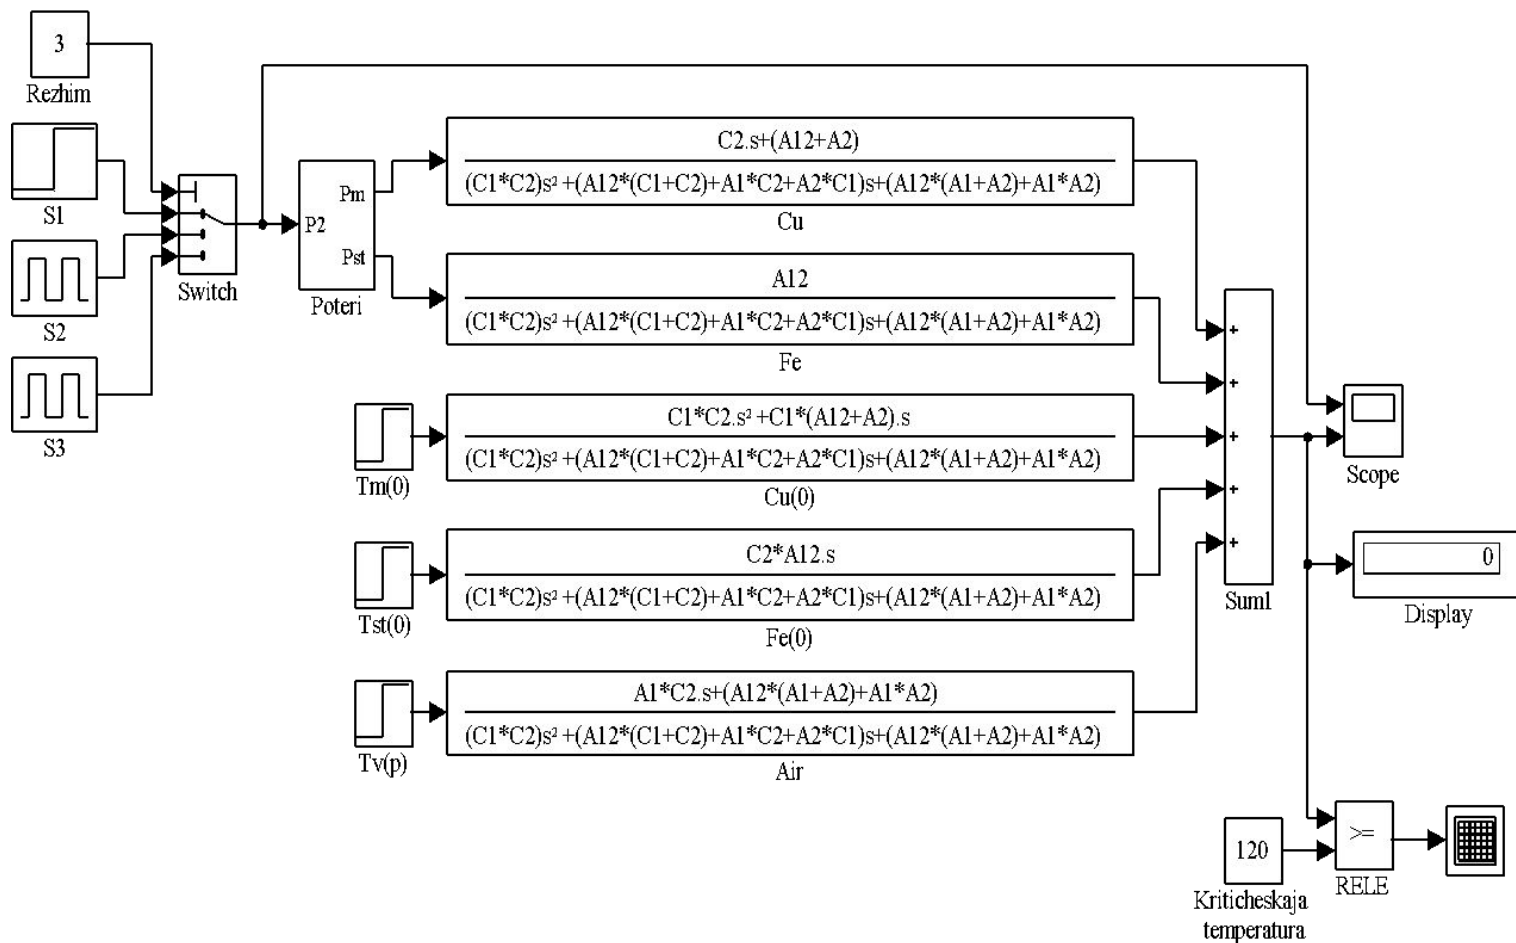 3
Rezhim
S1
S2
S3
Switch
P2
Pm
Pst
Poteri
C2.s+(A12+A2)
(C1*C2)s²+(A12*(C1+C2)+A1*C2+A2*C1)s+(A12*(A1+A2)+A1*A2)
Cu
A12
(C1*C2)s²+(A12*(C1+C2)+A1*C2+A2*C1)s+(A12*(A1+A2)+A1*A2)
Fe
Tm(0)
C1*C2.s²+C1*(A12+A2).s
(C1*C2)s²+(A12*(C1+C2)+A1*C2+A2*C1)s+(A12*(A1+A2)+A1*A2)
Cu(0)
Tst(0)
C2*A12.s
(C1*C2)s²+(A12*(C1+C2)+A1*C2+A2*C1)s+(A12*(A1+A2)+A1*A2)
Fe(0)
Tv(p)
A1*C2.s+(A12*(A1+A2)+A1*A2)
(C1*C2)s²+(A12*(C1+C2)+A1*C2+A2*C1)s+(A12*(A1+A2)+A1*A2)
Air
+
+
+
+
+
Sum1
Scope
0
Display
120
Kriticheskaja
temperatura
>=
RELE